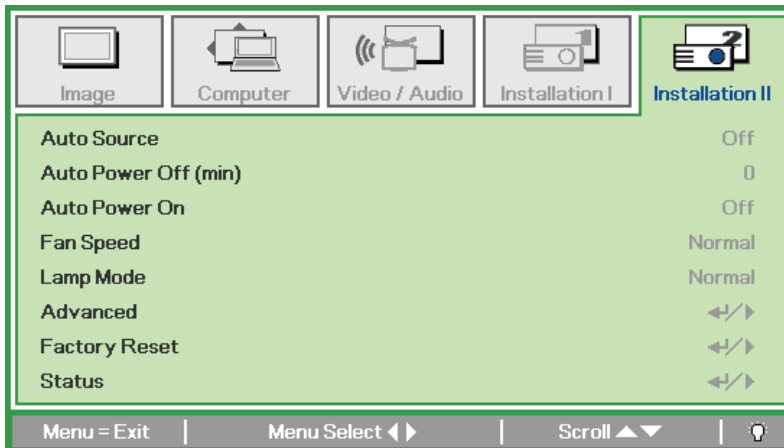 Image Computer Video / Audio Installation I Installation II
Auto Source Off
Auto Power Off (min) 0
Auto Power On Off
Fan Speed Normal
Lamp Mode Normal
Advanced
Factory Reset
Status
Menu = Exit Menu Select Scroll